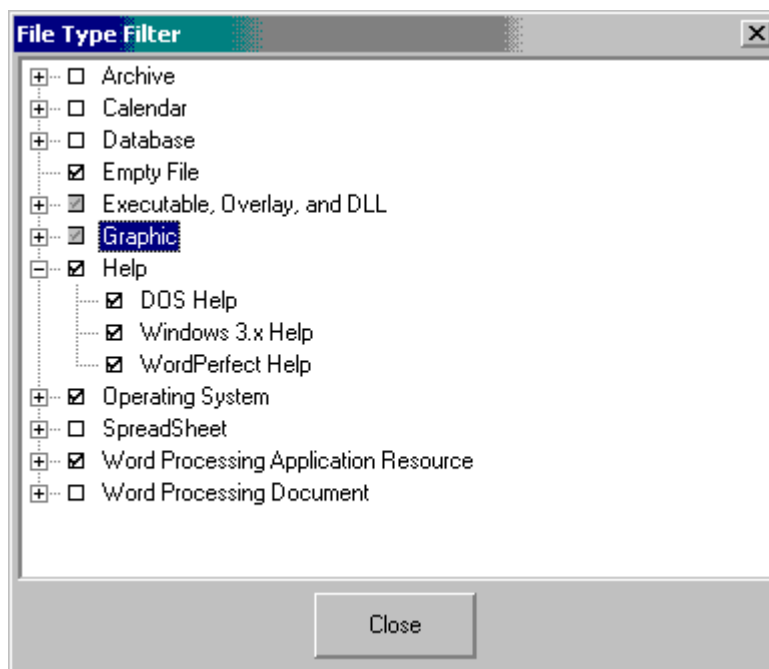 File Type Filter
Archive
Calendar
Database
Empty File
Executable, Overlay, and DLL
Graphic
Help
DOS Help
Windows 3.x Help
WordPerfect Help
Operating System
SpreadSheet
Word Processing Application Resource
Word Processing Document
Close